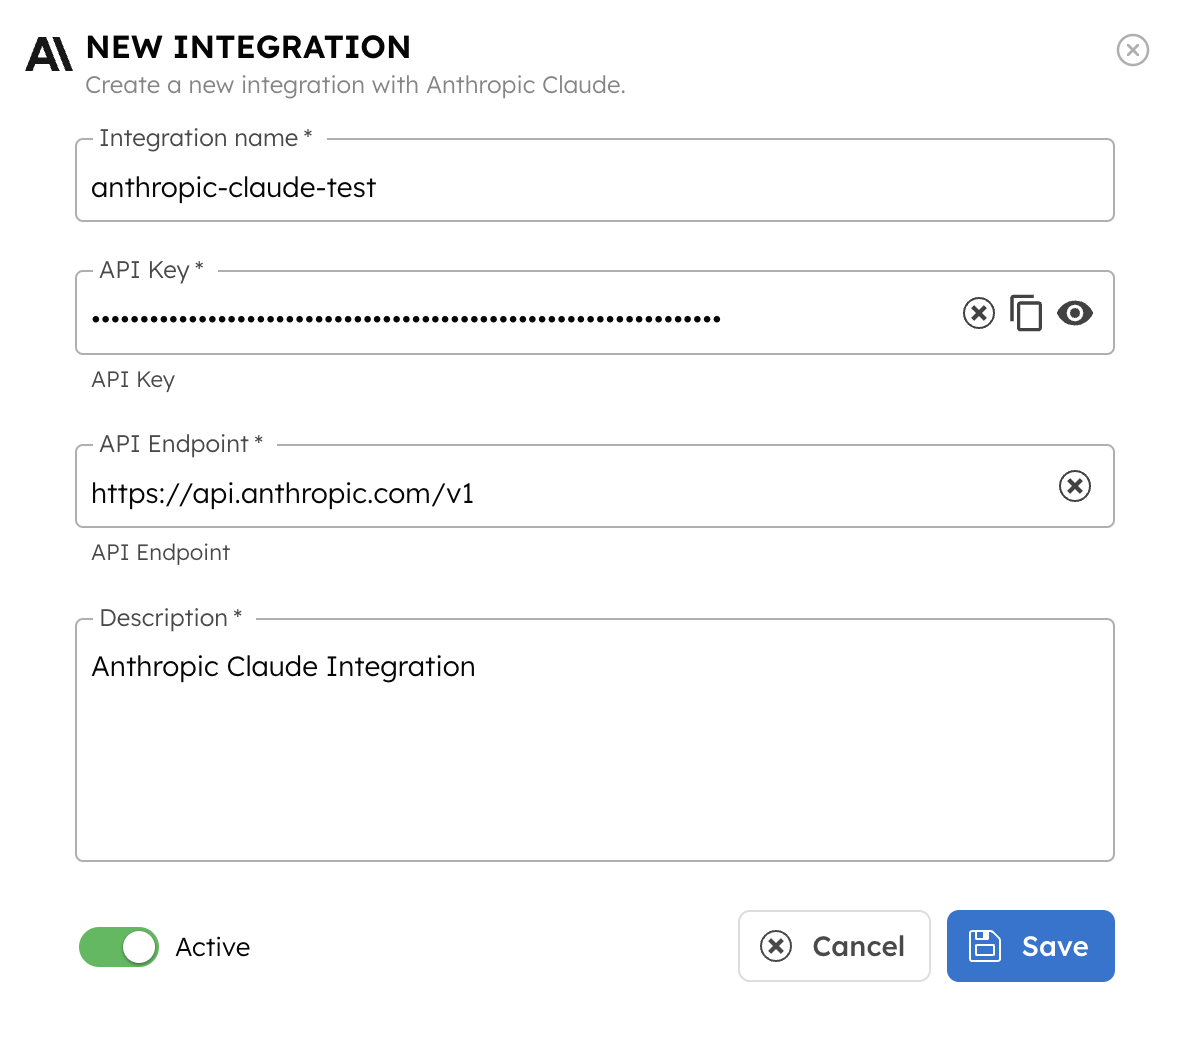 NEW INTEGRATION
Create a new integration with Anthropic Claude.
Integration name *
anthropic-claude-test
API Key *
API Key
API Endpoint *
https://api.anthropic.com/v1
API Endpoint
Description *
Anthropic Claude Integration
Active
Cancel
Save